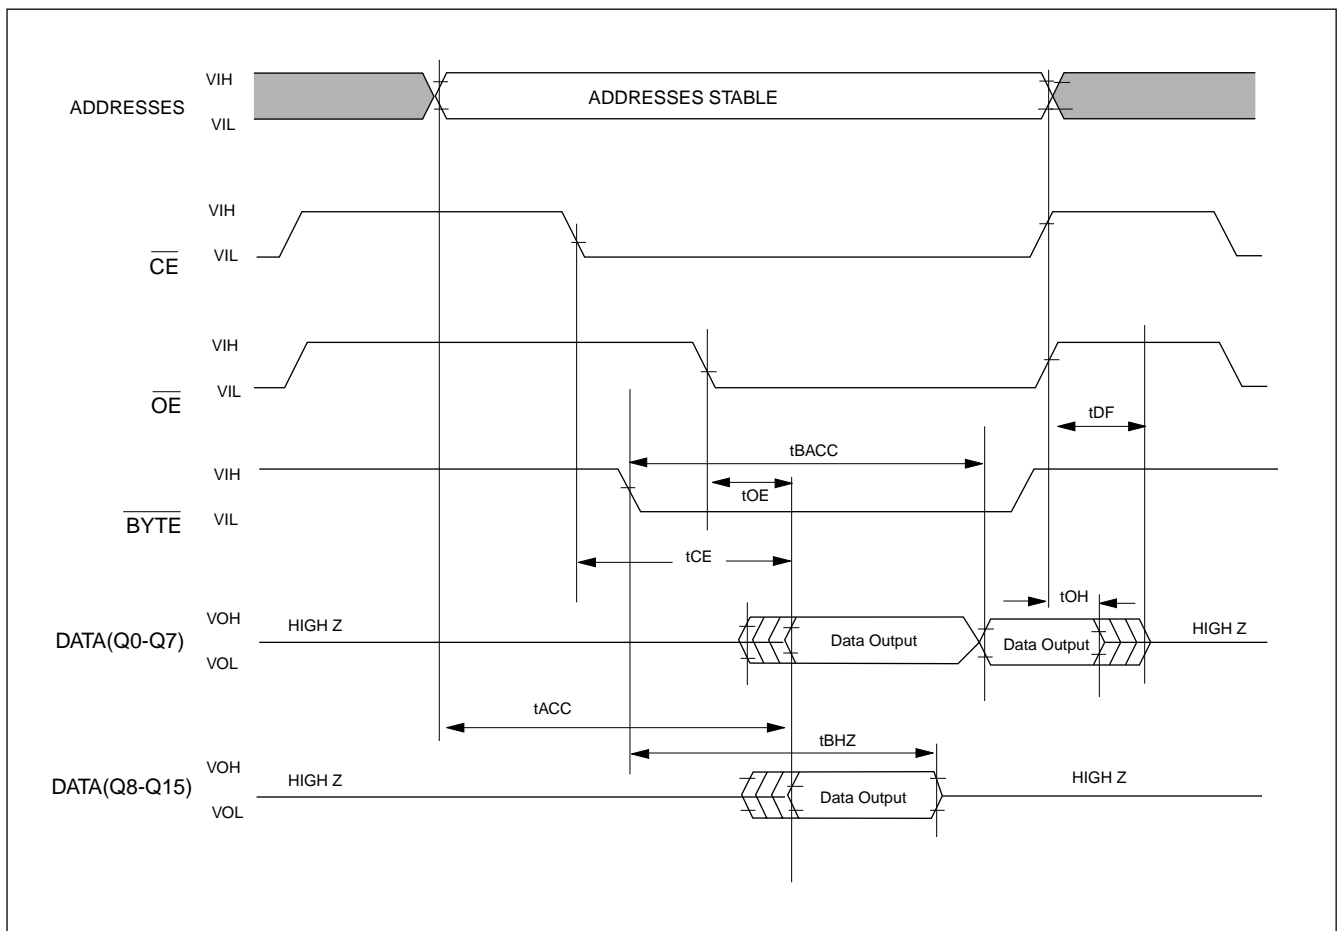 VIH
ADDRESSES
ADDRESSES STABLE
VIL
VIH
CE
VIL
VIH
OE
VIL
tDF
tBACC
VIH
tOE
BYTE
VIL
tCE
tOH
VOH
HIGH Z
DATA(Q0-Q7)
Data Output
Data Output
HIGH Z
VOL
tACC
tBHZ
VOH
HIGH Z
HIGH Z
DATA(Q8-Q15)
Data Output
VOL